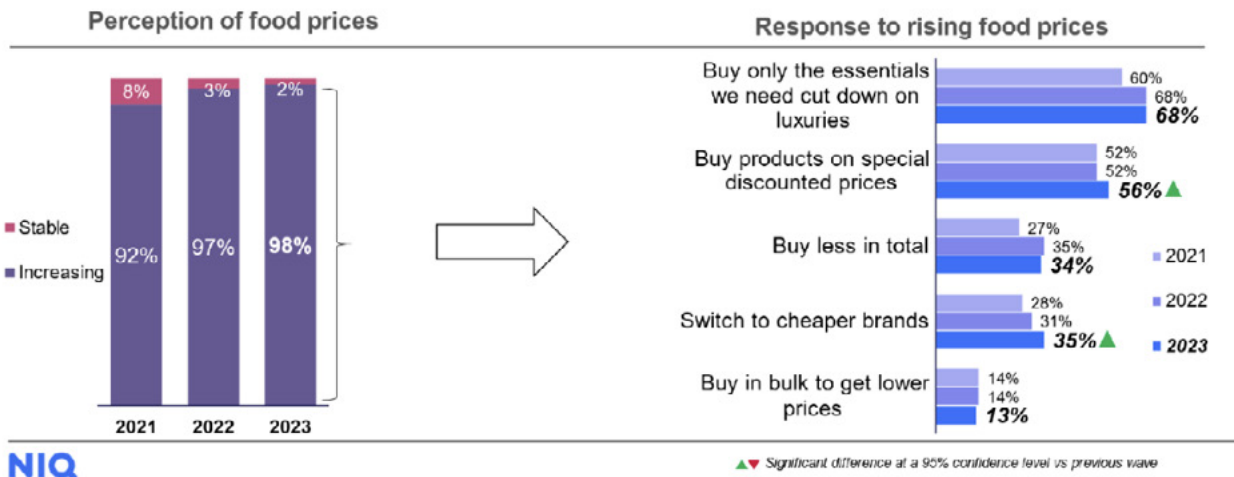 Perception of food prices
8%
3%
2%
Stable
Increasing
92%
97%
98%
2021
2022
2023
Response to rising food prices
Buy only the essentials
we need cut down on
luxuries
60%
68%
68%
Buy products on special
discounted prices
52%
52%
56%
Buy less in total
27%
35%
34%
Switch to cheaper brands
28%
31%
35%
Buy in bulk to get lower
prices
14%
14%
13%
2021
2022
2023
NIQ
Significant difference at a 95% confidence level vs previous wave